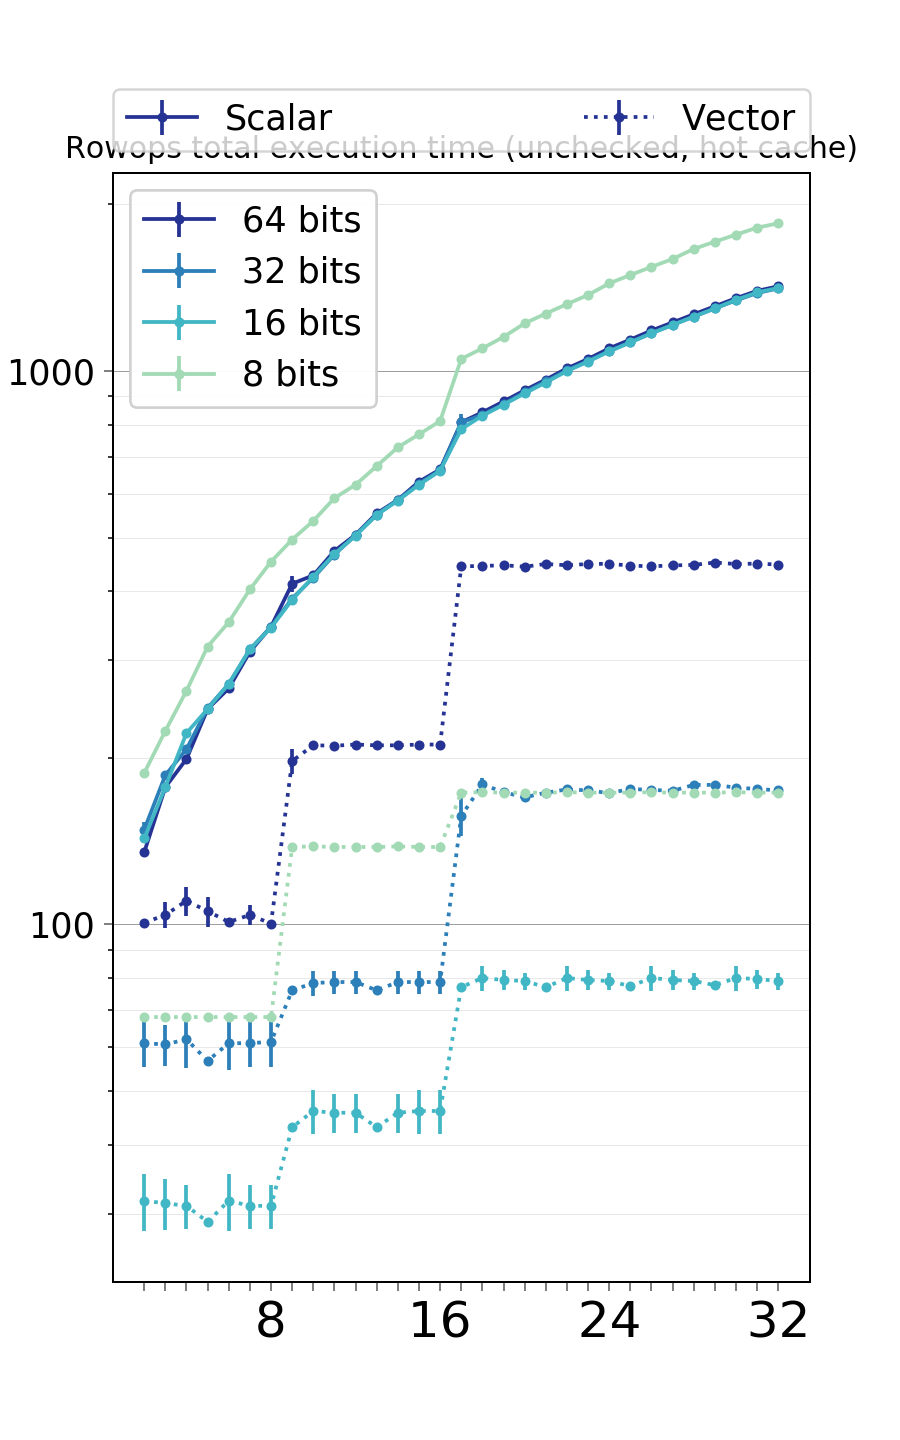 Scalar Vector
Rowops total execution time (unchecked, hot cache)
64 bits
32 bits
16 bits
8 bits
1000
100
8 16 24 32